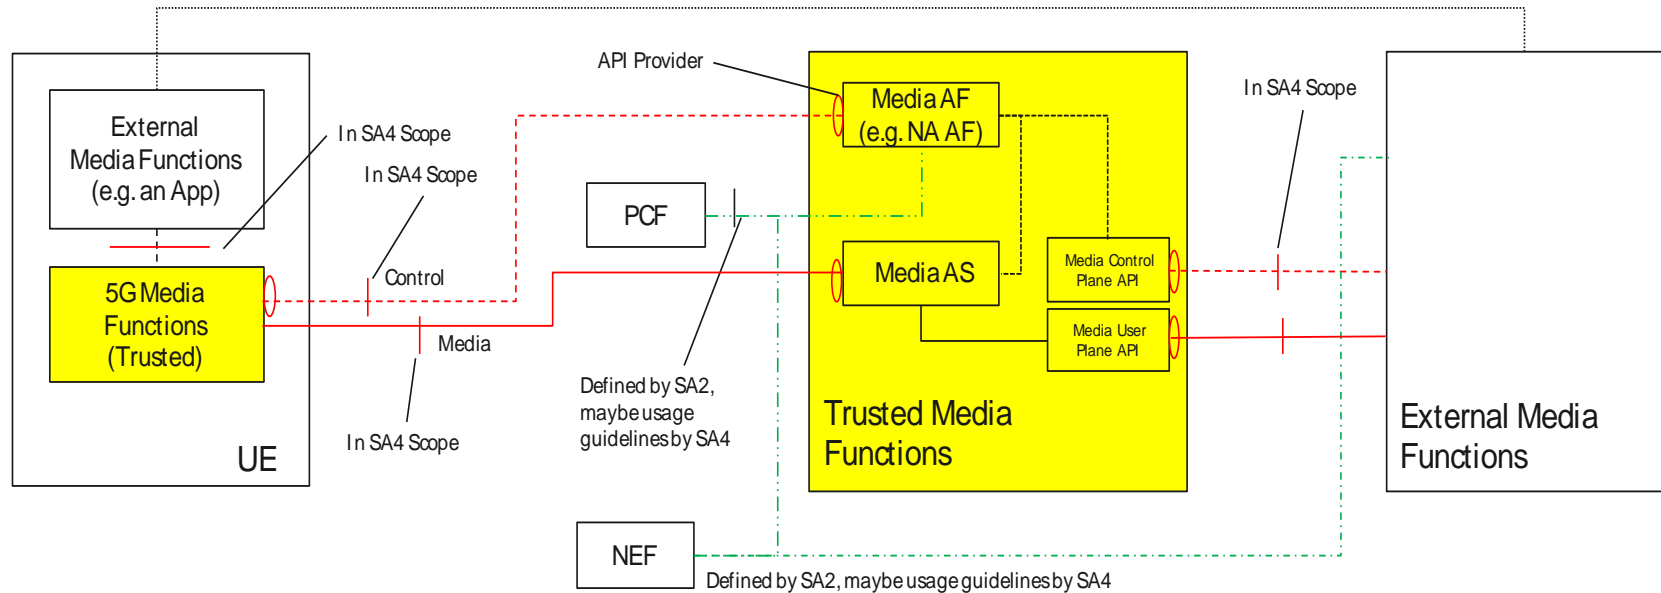 External
Media Functions
(e.g. an App)
5G Media
Functions
(Trusted)
UE
In SA4 Scope
In SA4 Scope
Control
Media
In SA4 Scope
API Provider
PCF
Defined by SA2,
maybe usage
guidelines by SA4
NEF
Defined by SA2, maybe usage guidelines by SA4
Media AF
(e.g. NA AF)
Media AS
Media Control
Plane API
Media User
Plane API
Trusted Media
Functions
In SA4 Scope
External Media
Functions